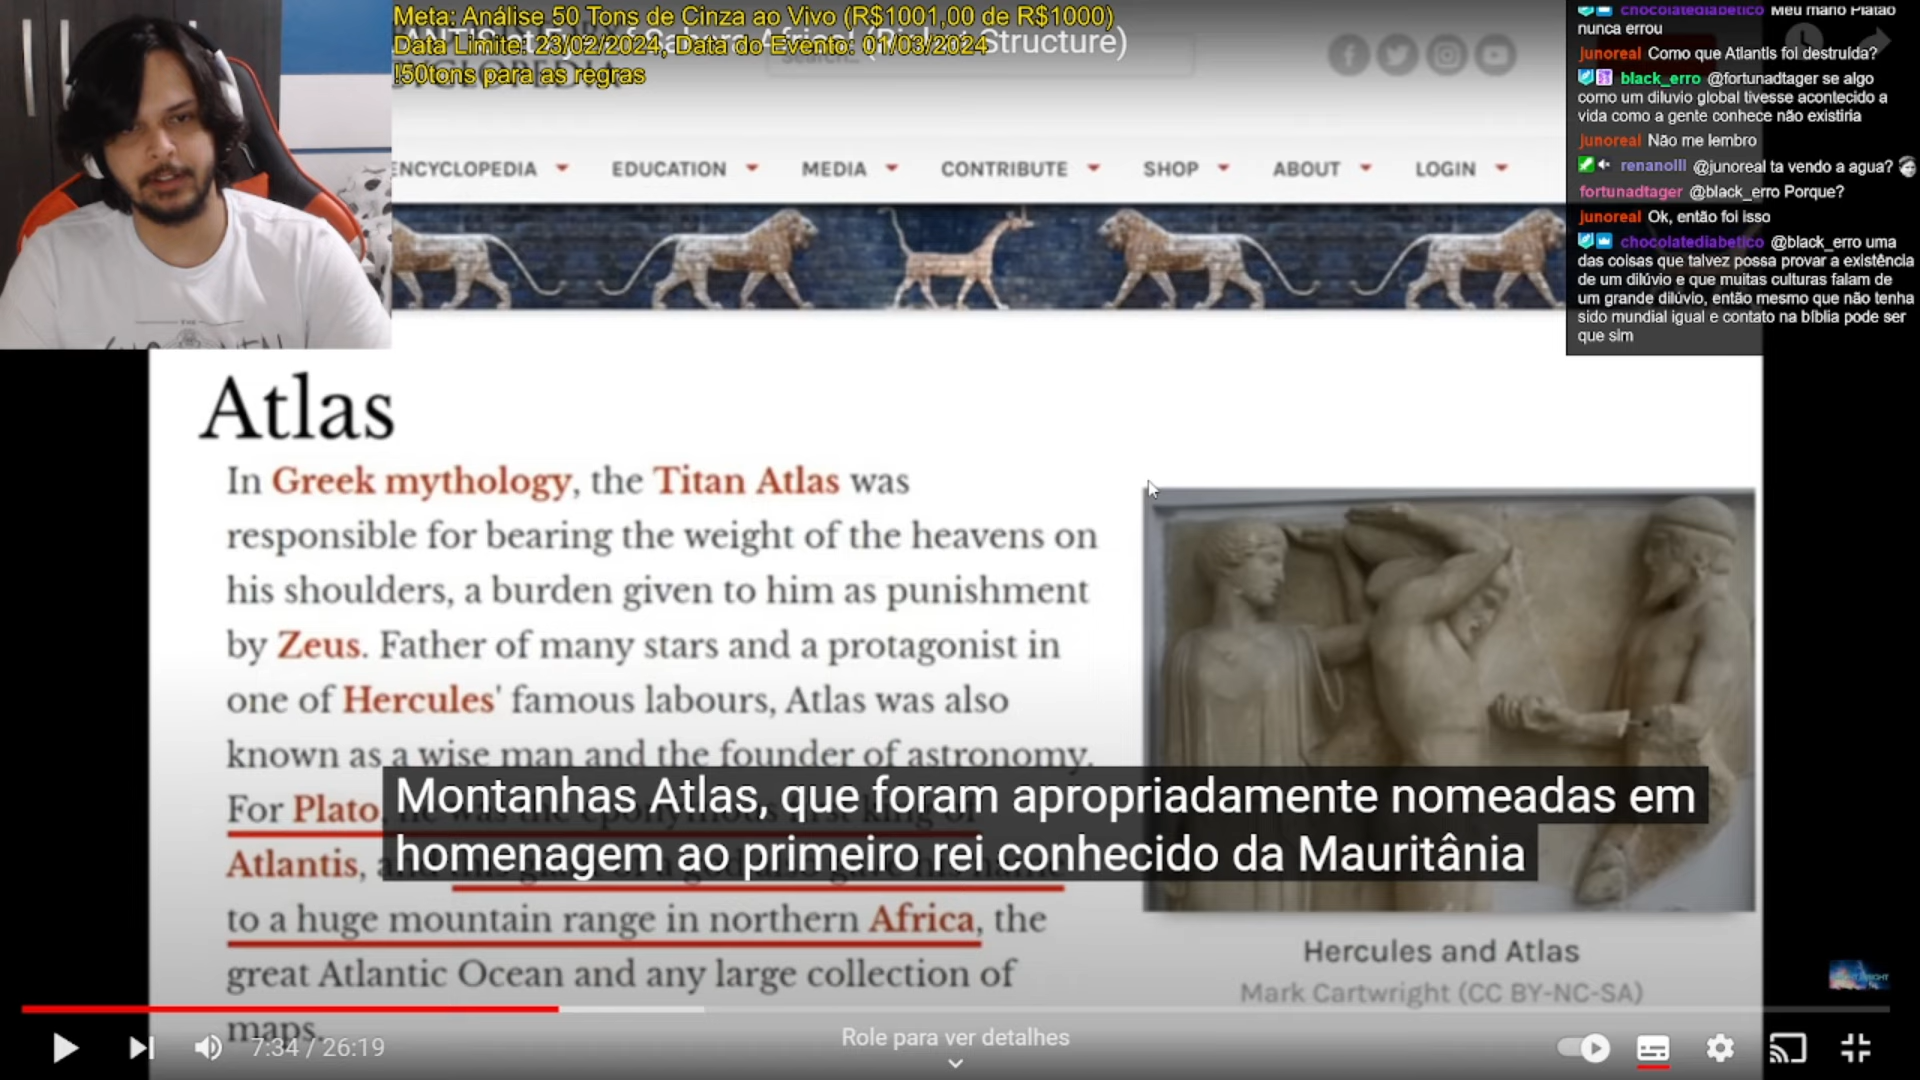 Meta: Análise 50 Tons de Cinza ao Vivo (R$1001,00 de R$1000)
Data Limite: 23/02/2024, Data do Evento: 01/03/2024
!50tons para as regras
Structure)
Search...
chocolatediabetico Meu mano Platão
nunca errou
junoreal Como que Atlantis foi destruída?
black_erro @fortunadtager se algo
como um diluvio global tivesse acontecido a
vida como a gente conhece não existiria
junoreal Não me lembro
renanolll @junoreal ta vendo a agua?
fortunadtager @black_erro Porque?
junoreal Ok, então foi isso
chocolatediabetico @black_erro uma
das coisas que talvez possa provar a existência
de um dilúvio e que muitas culturas falam de
um grande dilúvio, então mesmo que não tenha
sido mundial igual e contato na bíblia pode ser
que sim
ENCYCLOPEDIA EDUCATION MEDIA CONTRIBUTE SHOP ABOUT LOGIN
Atlas
In Greek mythology, the Titan Atlas was
responsible for bearing the weight of the heavens on
his shoulders, a burden given to him as punishment
by Zeus. Father of many stars and a protagonist in
one of Hercules' famous labours, Atlas was also
known as a wise man and the founder of astronomy.
For Plato,
Atlantis,
to a huge mountain range in northern Africa, the
great Atlantic Ocean and any large collection of
maps.
Montanhas Atlas, que foram apropriadamente nomeadas em
homenagem ao primeiro rei conhecido da Mauritânia
Hercules and Atlas
Mark Cartwright (CC BY-NC-SA)
7:34 / 26:19
Role para ver detalhes